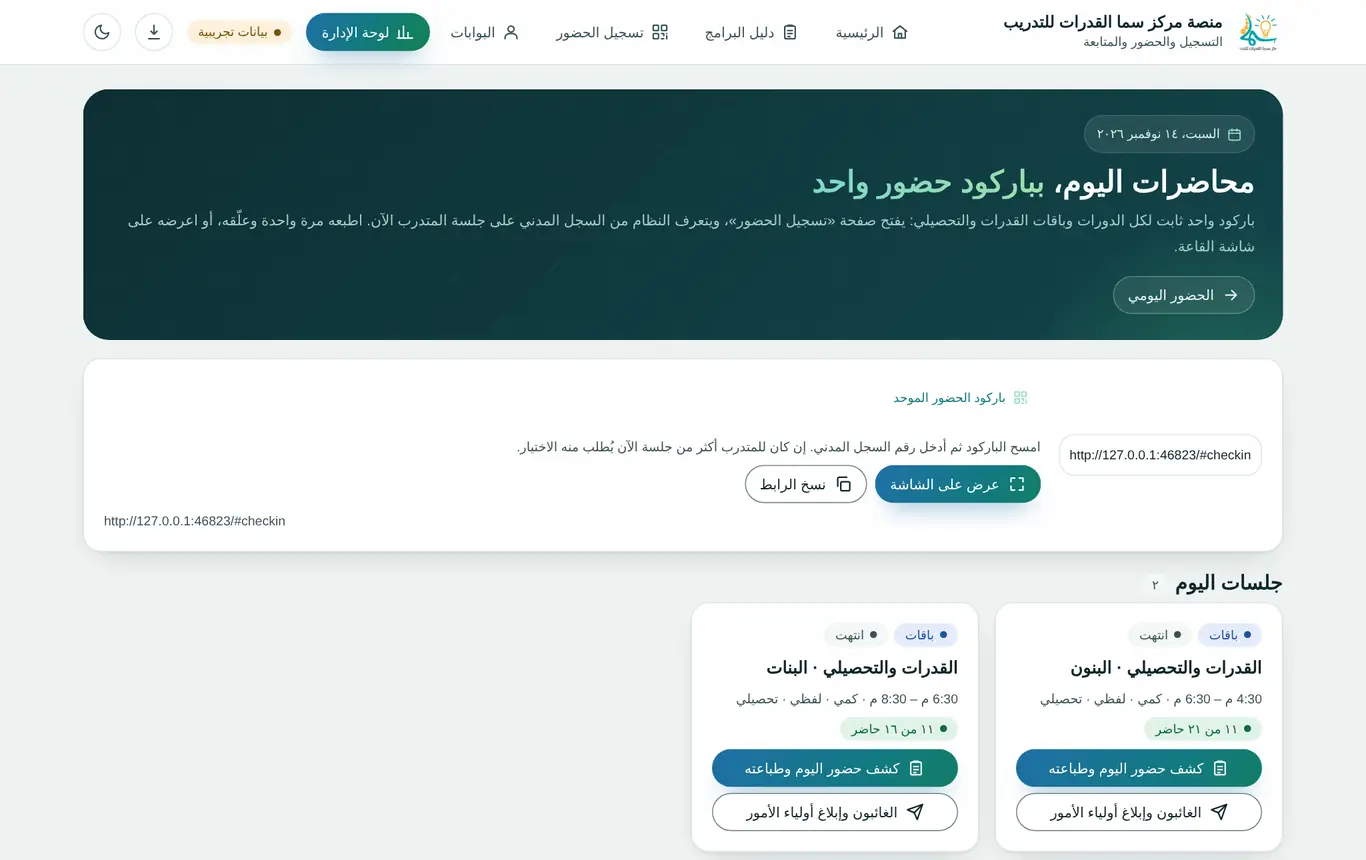 منصة مركز سما القدرات للتدريب
التسجيل والحضور والمتابعة
الرئيسية
دليل البرامج
تسجيل الحضور
البوابات
لوحة الإدارة
بيانات تجريبية
السبت، ١٤ نوفمبر ٢٠٢٦
محاضرات اليوم، بباركود حضور واحد
باركود واحد ثابت لكل الدورات وباقات القدرات والتحصيلي: يفتح صفحة «تسجيل الحضور»، ويتعرف النظام من السجل المدني على جلسة المتدرب الآن. اطبعه مرة واحدة وعلّقه، أو اعرضه على
شاشة القاعة.
الحضور اليومي
باركود الحضور الموحد
http://127.0.0.1:46823/#checkin
امسح الباركود ثم أدخل رقم السجل المدني. إن كان للمتدرب أكثر من جلسة الآن يُطلب منه الاختيار.
عرض على الشاشة
نسخ الرابط
http://127.0.0.1:46823/#checkin
جلسات اليوم ٢
باقات
انتهت
القدرات والتحصيلي · البنون
4:30 م – 6:30 م · كمي · لفظي · تحصيلي
١١ من ٢١ حاضر
كشف حضور اليوم وطباعته
الغائبون وإبلاغ أولياء الأمور
باقات
انتهت
القدرات والتحصيلي · البنات
6:30 م – 8:30 م · كمي · لفظي · تحصيلي
١١ من ١٦ حاضر
كشف حضور اليوم وطباعته
الغائبون وإبلاغ أولياء الأمور